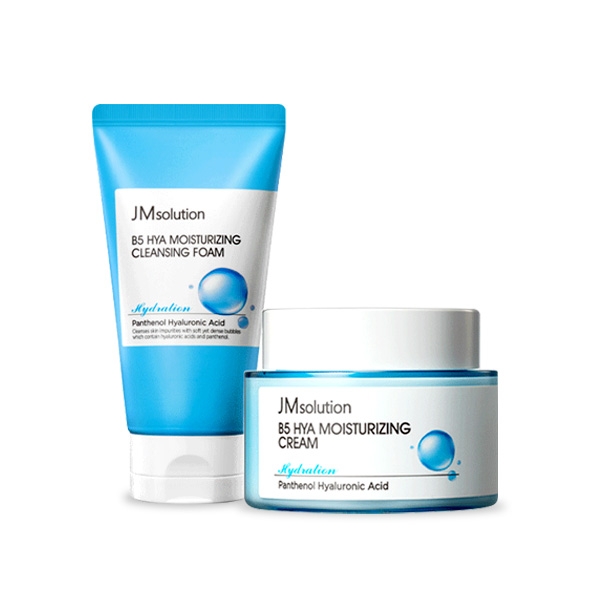 JMsolution
B5 HYA MOISTURIZING
CLEANSING FOAM
Hydration
Panthenol Hyaluronic Acid
Cleanses skin impurities with soft yet dense bubbles
which contain hyaluronic acids and panthenol.
JMsolution
B5 HYA MOISTURIZING
CREAM
Hydration
Panthenol Hyaluronic Acid